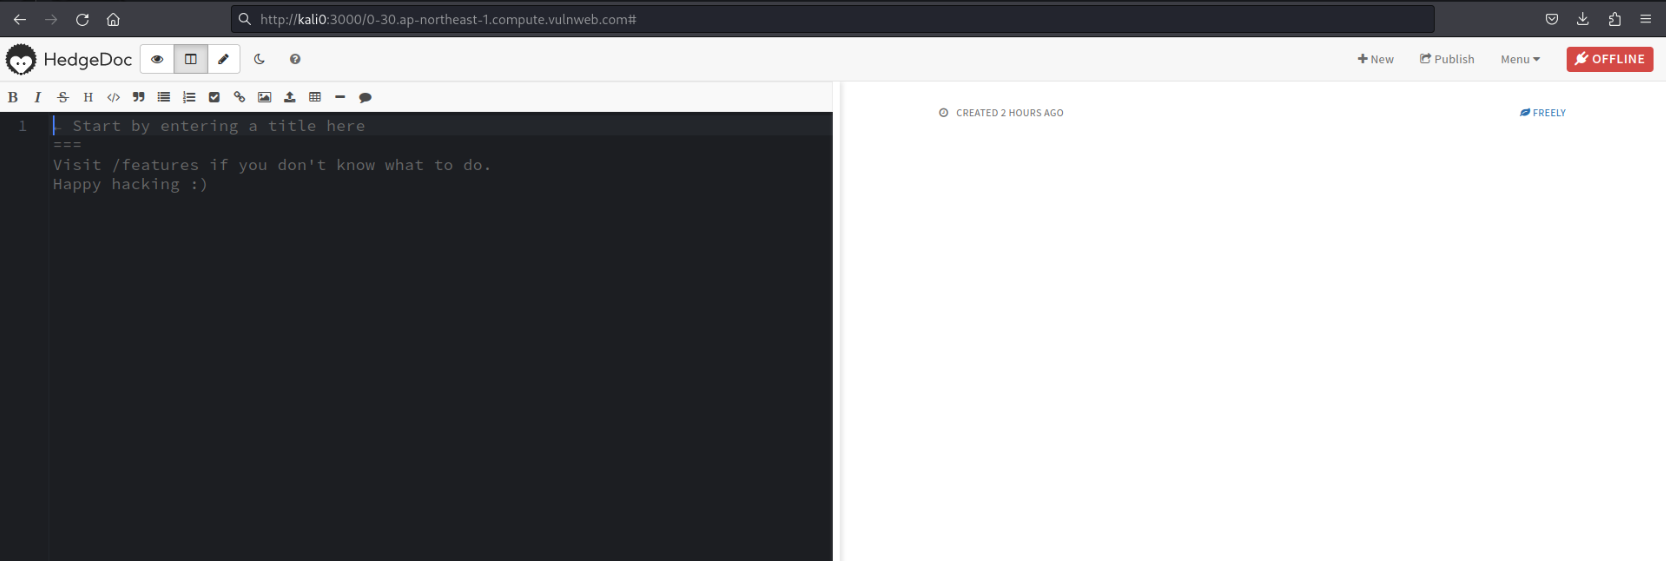 http://kali0:3000/0-30.ap-northeast-1.compute.vulnweb.com#
HedgeDoc
New Publish Menu OFFLINE
B I S H </>
1 Start by entering a title here
===
Visit /features if you don't know what to do.
Happy hacking :)
CREATED 2 HOURS AGO FREELY